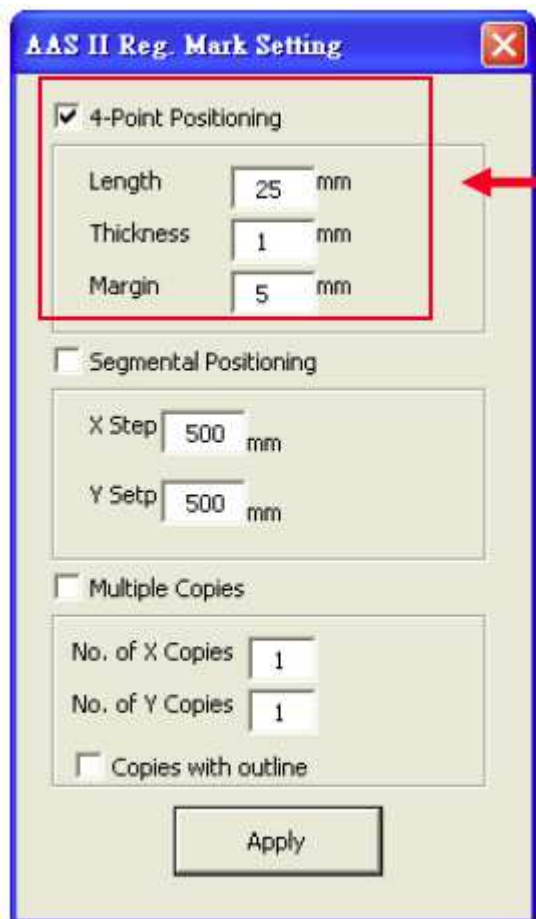 AAS II Reg. Mark Setting
4-Point Positioning
Length 25 mm
Thickness 1 mm
Margin 5 mm
Segmental Positioning
X Step 500 mm
Y Setp 500 mm
Multiple Copies
No. of X Copies 1
No. of Y Copies 1
Copies with outline
Apply